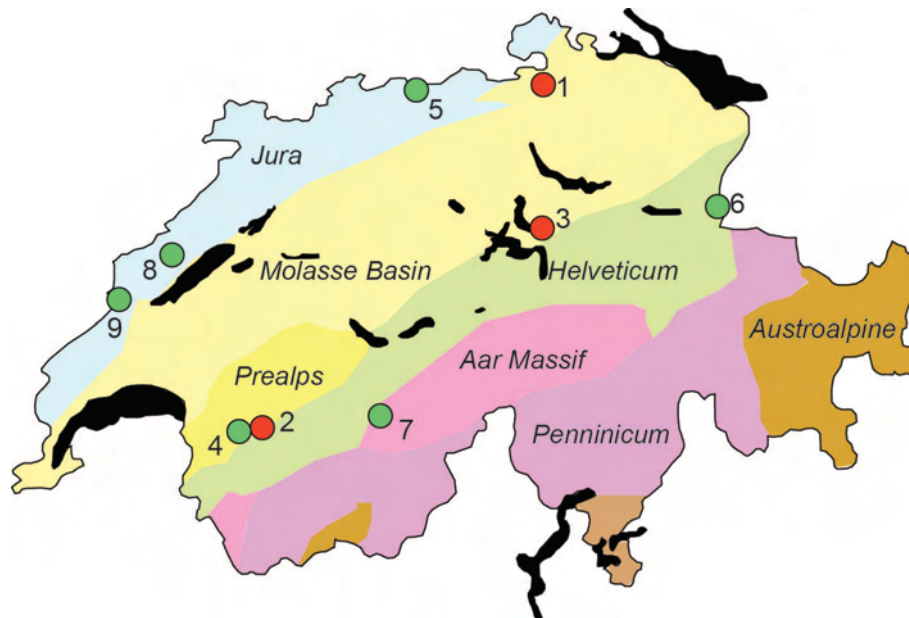 1
5
Jura
6
3
8
Molasse Basin
Helveticum
9
Austroalpine
Prealps
Aar Massif
4
2
7
Penninicum